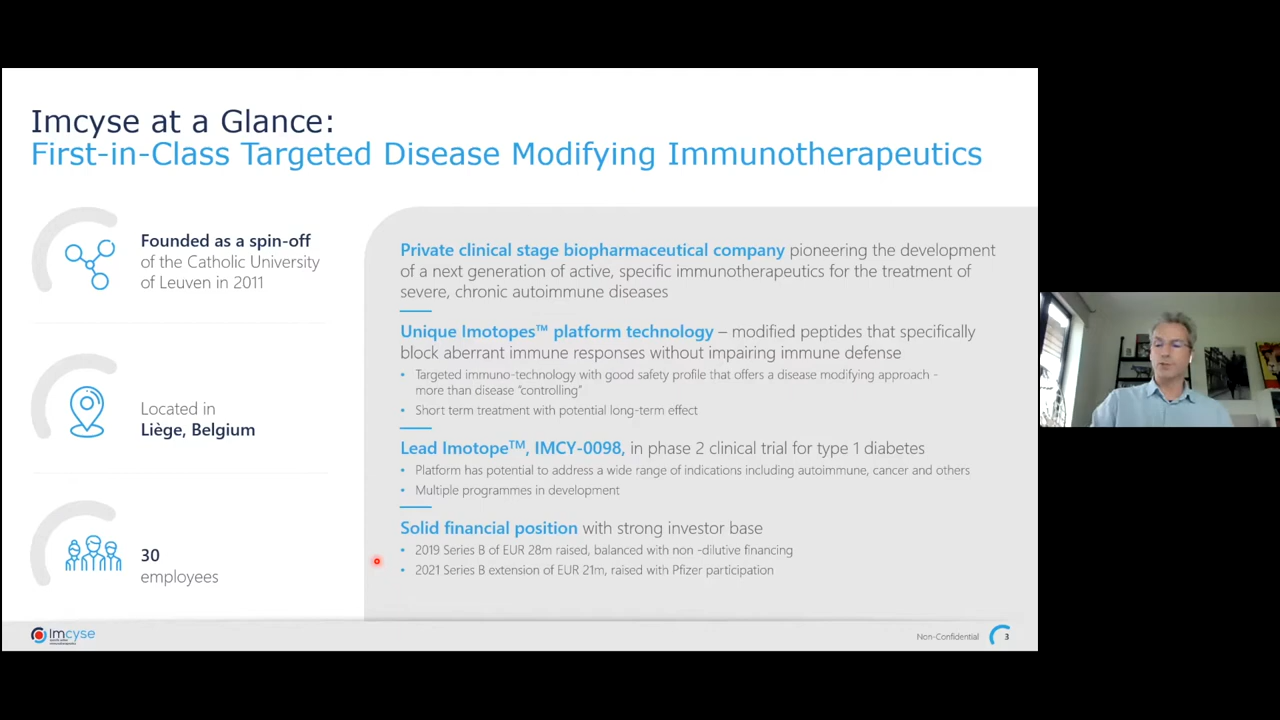 Imcyse at a Glance:
First-in-Class Targeted Disease Modifying Immunotherapeutics
Founded as a spin-off
of the Catholic University
of Leuven in 2011
Located in
Liège, Belgium
30
employees
Private clinical stage biopharmaceutical company pioneering the development
of a next generation of active, specific immunotherapeutics for the treatment of
severe, chronic autoimmune diseases
Unique Imotopes™ platform technology – modified peptides that specifically
block aberrant immune responses without impairing immune defense
• Targeted immuno-technology with good safety profile that offers a disease modifying approach -
more than disease “controlling”
• Short term treatment with potential long-term effect
Lead Imotope™, IMCY-0098, in phase 2 clinical trial for type 1 diabetes
• Platform has potential to address a wide range of indications including autoimmune, cancer and others
• Multiple programmes in development
Solid financial position with strong investor base
• 2019 Series B of EUR 28m raised, balanced with non -dilutive financing
• 2021 Series B extension of EUR 21m, raised with Pfizer participation
Imcyse
Non-Confidential
3